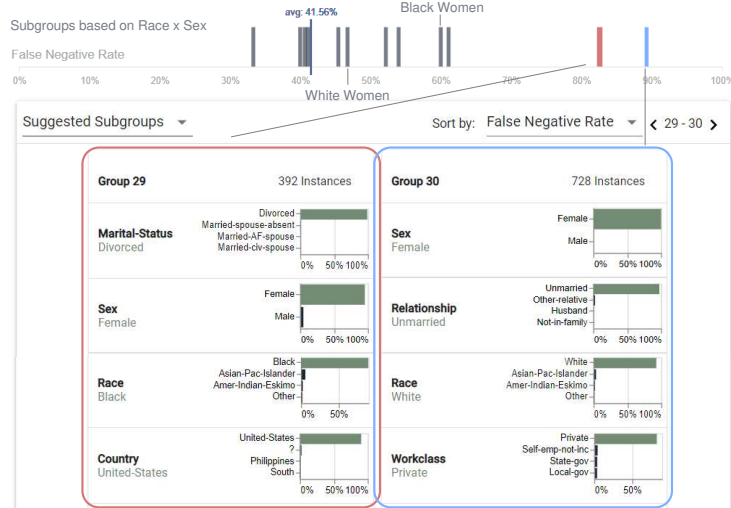 Black Women
avg: 41.56%
Subgroups based on Race x Sex
False Negative Rate
0% 10% 20% 30% 40% 50% 60% 70% 80% 90% 100%
White Women
Suggested Subgroups
Sort by: False Negative Rate 29 - 30
Group 29 392 Instances
Marital-Status
Divorced
Divorced
Married-spouse-absent
Married-AF-spouse
Married-civ-spouse
0% 50% 100%
Sex
Female
Female
Male
0% 50% 100%
Race
Black
Black
Asian-Pac-Islander
Amer-Indian-Eskimo
Other
0% 50%
Country
United-States
United-States
?
Philippines
South
0% 50% 100%
Group 30 728 Instances
Sex
Female
Female
Male
0% 50% 100%
Relationship
Unmarried
Unmarried
Other-relative
Husband
Not-in-family
0% 50% 100%
Race
White
White
Asian-Pac-Islander
Amer-Indian-Eskimo
Other
0% 50% 100%
Workclass
Private
Private
Self-emp-not-inc
State-gov
Local-gov
0% 50%